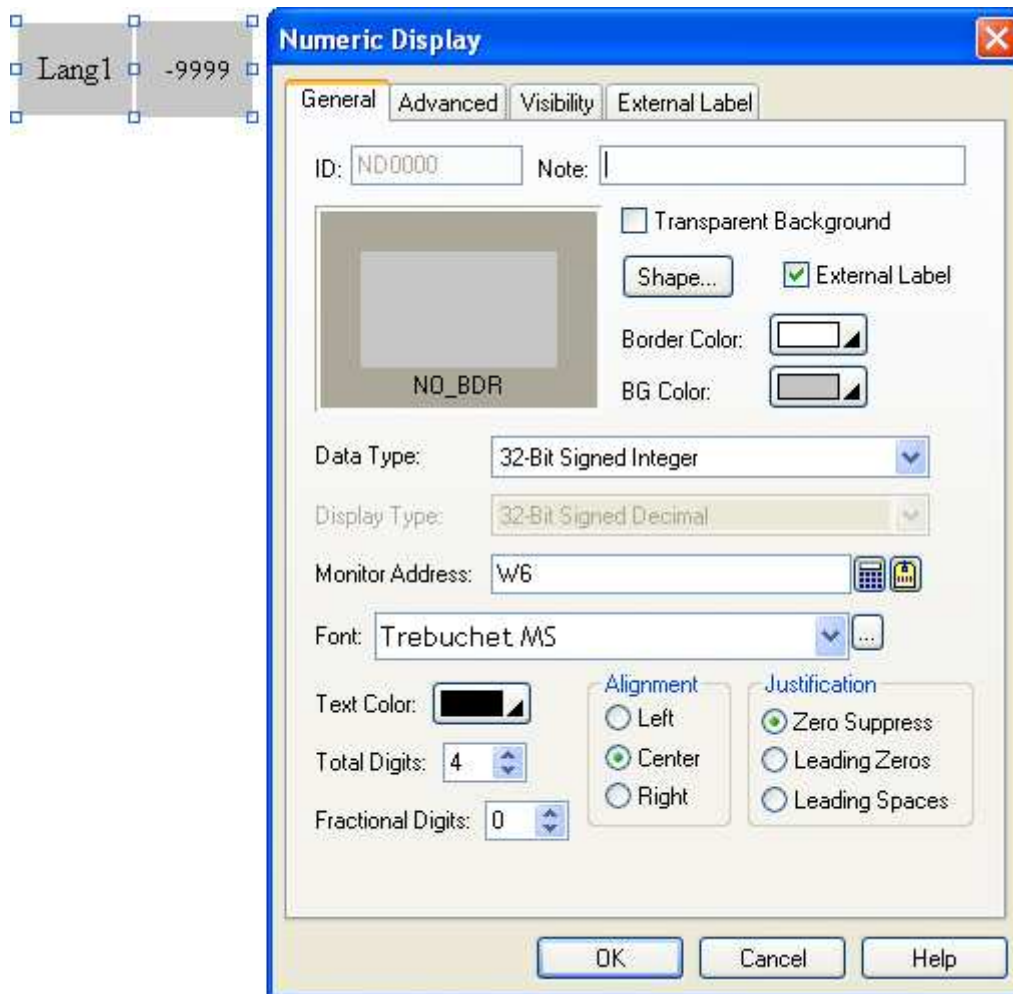 Lang1 -9999
Numeric Display
General Advanced Visibility External Label
ID: ND0000 Note:
Transparent Background
Shape... External Label
Border Color:
NO_BDR BG Color:
Data Type: 32-Bit Signed Integer
Display Type: 32-Bit Signed Decimal
Monitor Address: W6
Font: Trebuchet MS ...
Text Color:
Total Digits: 4
Fractional Digits: 0
Alignment
Left
Center
Right
Justification
Zero Suppress
Leading Zeros
Leading Spaces
OK Cancel Help